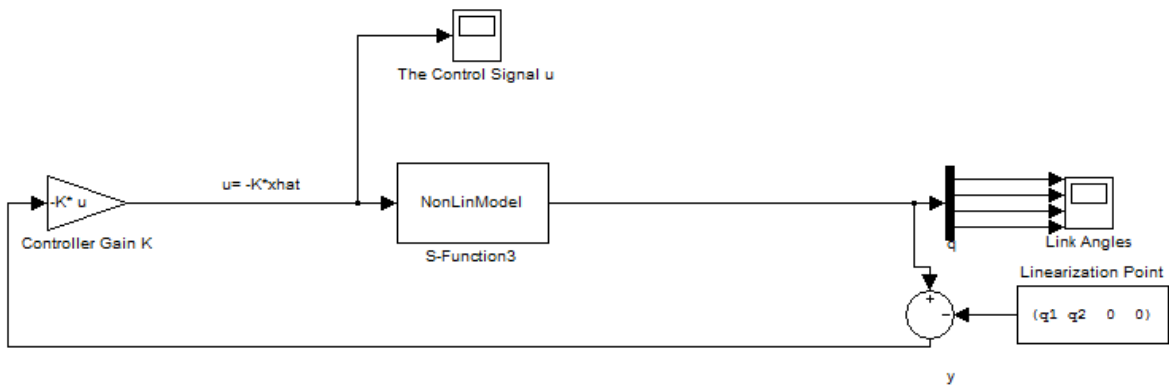 The Control Signal u
u= -K*xhat
-K* u
NonLinModel
Controller Gain K
S-Function3
q
Link Angles
Linearization Point
+
-
(q1 q2 0 0)
y